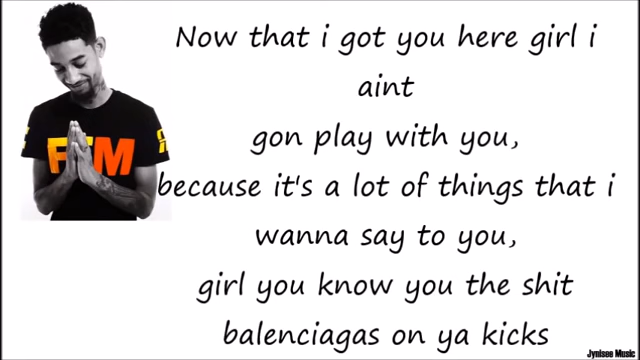 Now that i got you here girl i
aint
gon play with you,
because it's a lot of things that i
wanna say to you,
girl you know you the shit
balenciagas on ya kicks
Jynisee Music